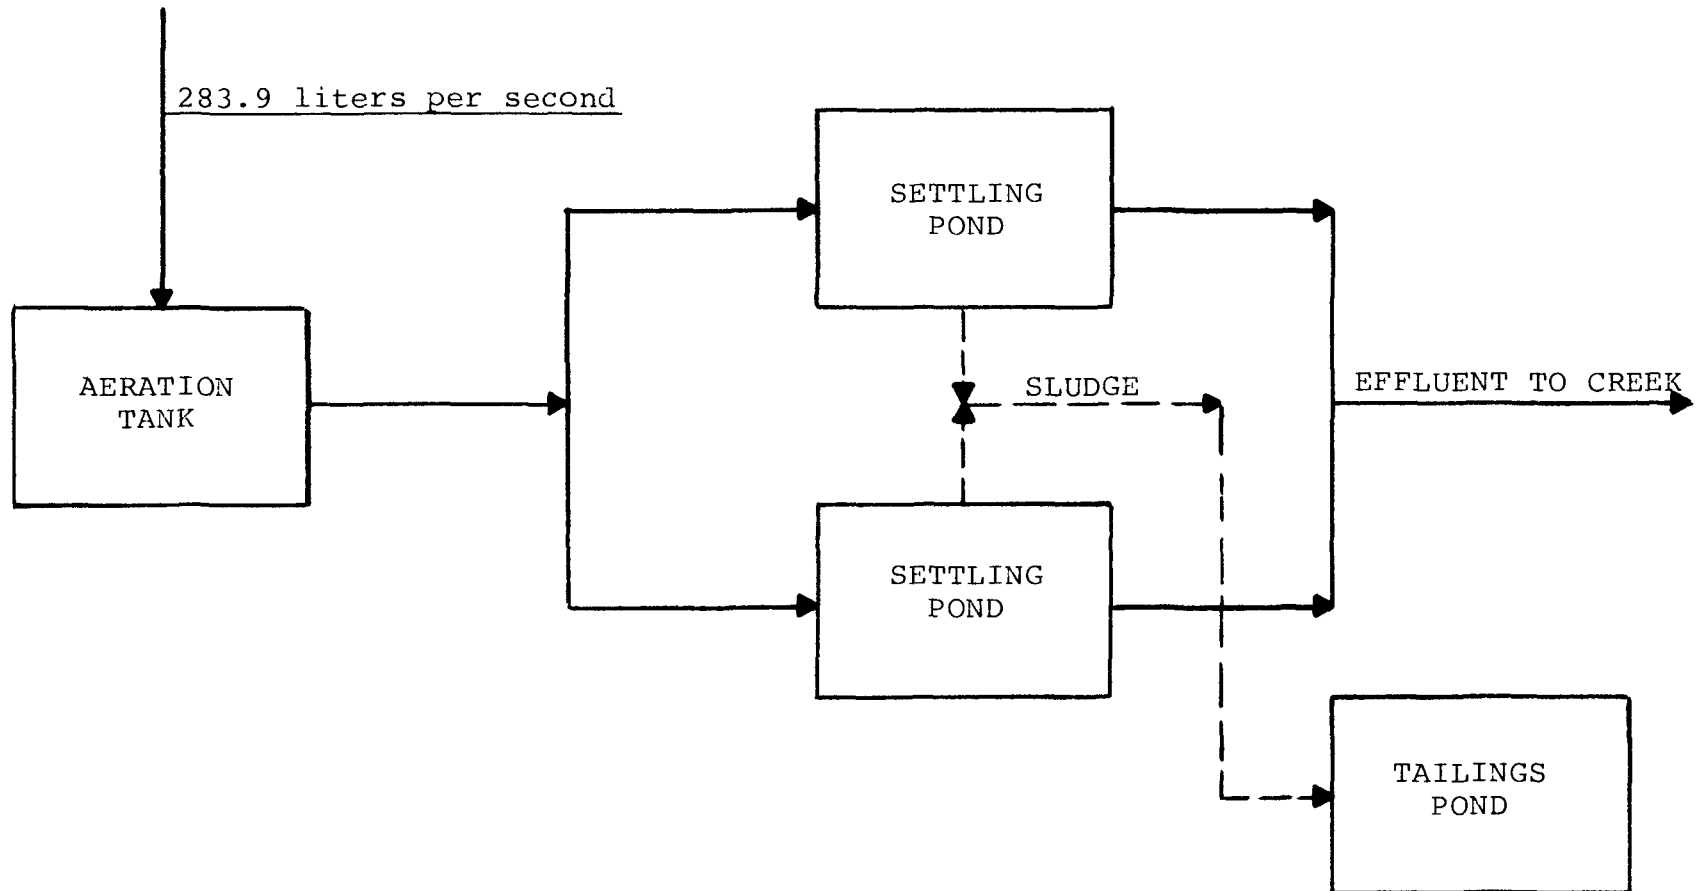 283.9 liters per second
SETTLING
POND
AERATION
TANK
SLUDGE
EFFLUENT TO CREEK
SETTLING
POND
TAILINGS
POND